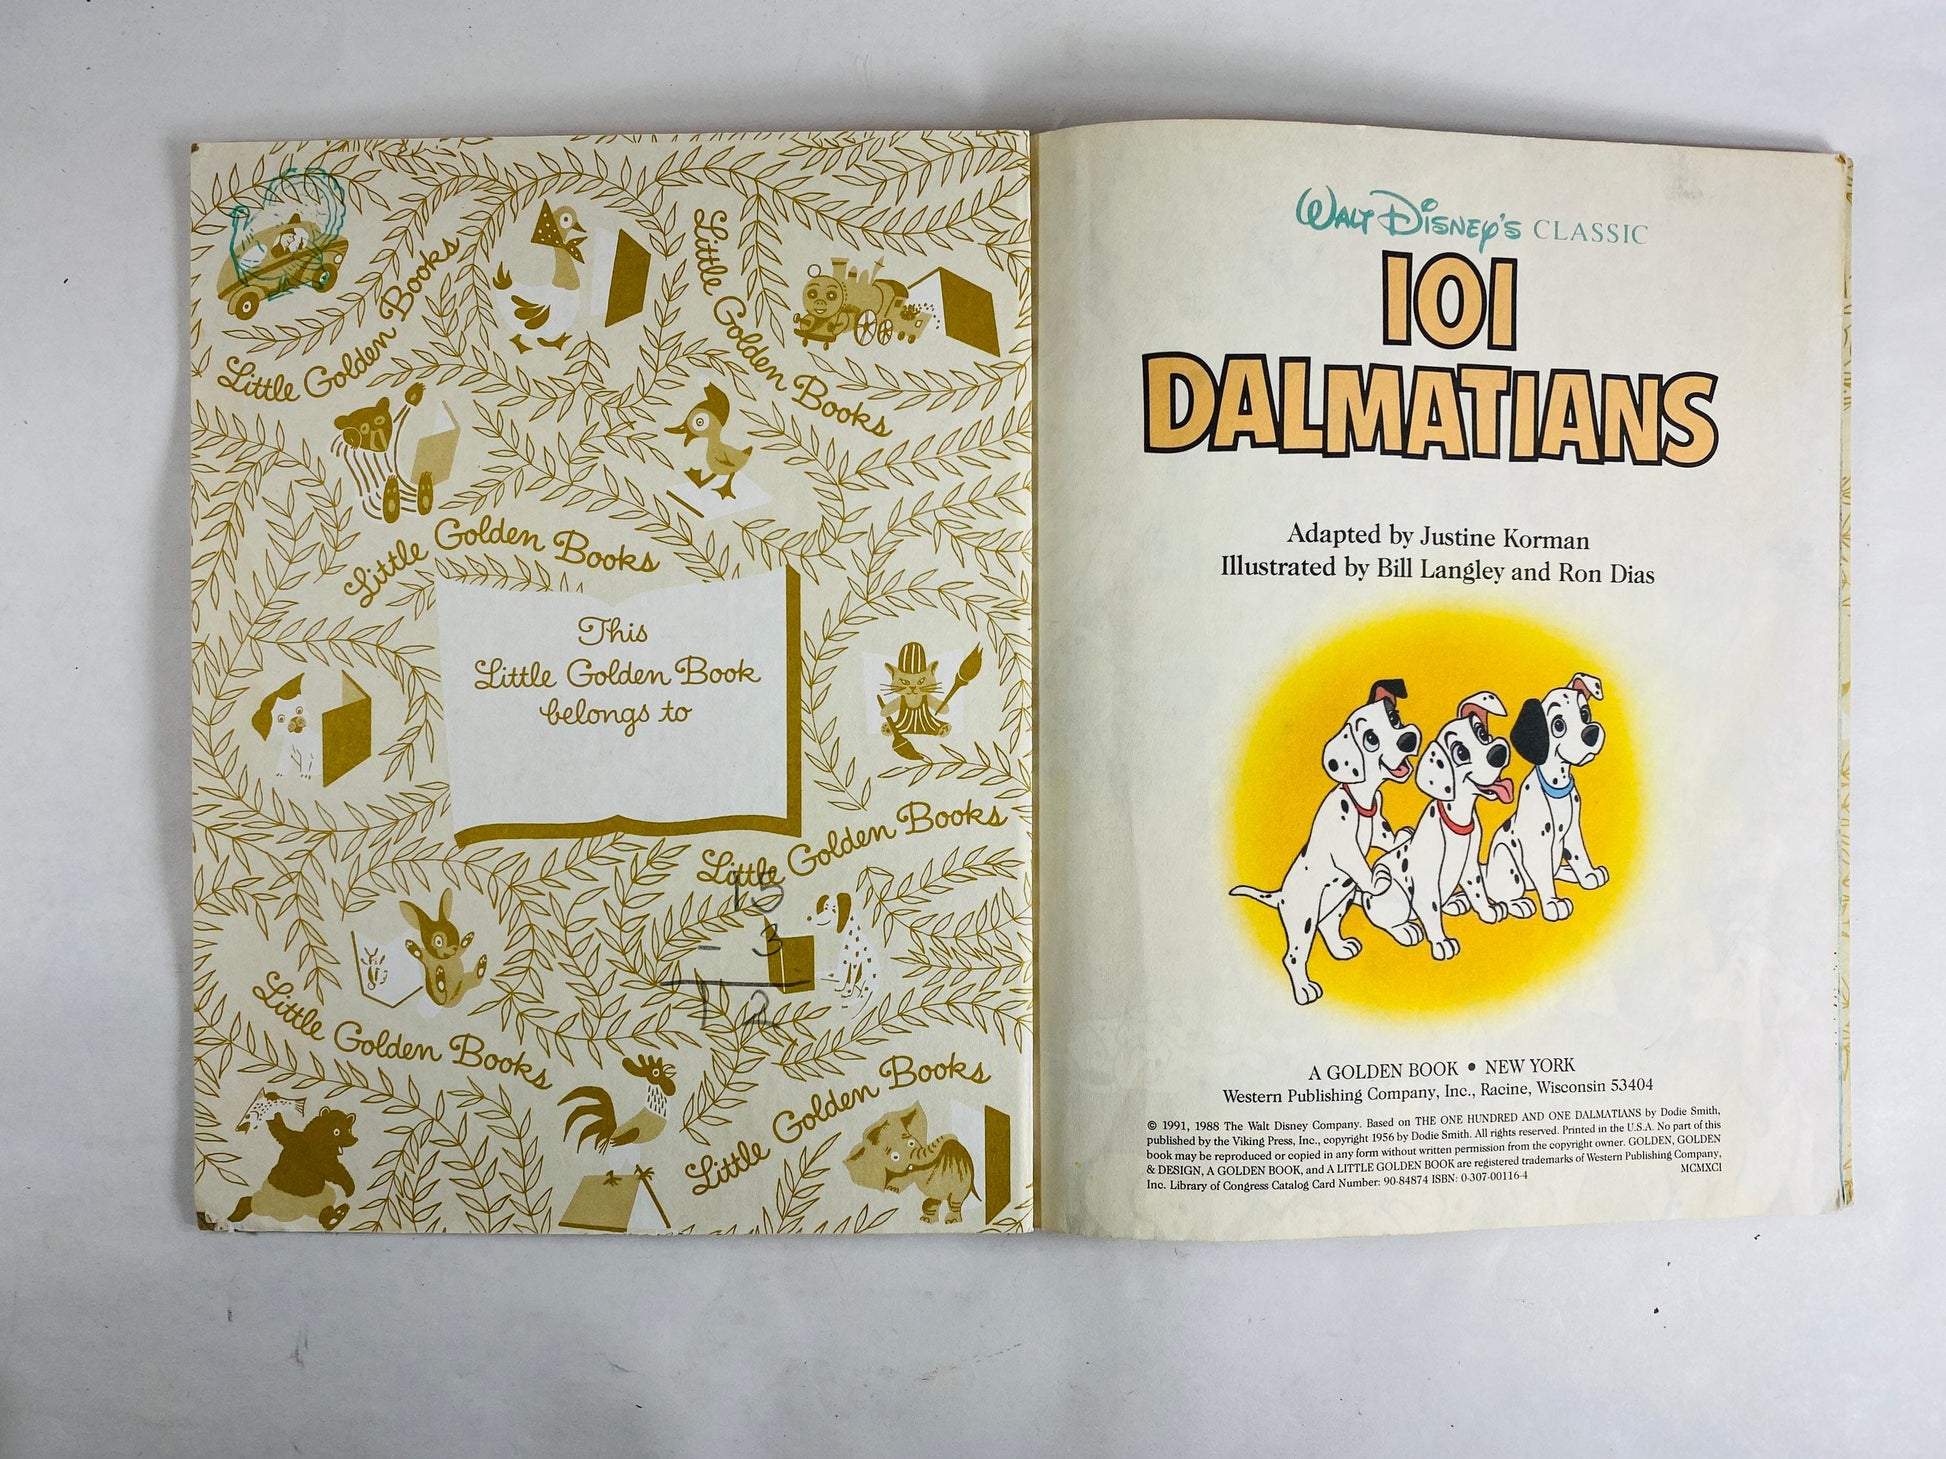 Little Golden Books
Little Golden Books
Little Golden Books
This
Little Golden Book
belongs to
Little Golden Books
Little Golden Books
Little Golden Books
WALT DISNEY'S CLASSIC
101
DALMATIANS
Adapted by Justine Korman
Illustrated by Bill Langley and Ron Dias
A GOLDEN BOOK • NEW YORK
Western Publishing Company, Inc., Racine, Wisconsin 53404
© 1991, 1988 The Walt Disney Company. Based on THE ONE HUNDRED AND ONE DALMATIANS by Dodie Smith,
published by the Viking Press, Inc., copyright 1956 by Dodie Smith. All rights reserved. Printed in the U.S.A. No part of this
book may be reproduced or copied in any form without written permission from the copyright owner. GOLDEN, GOLDEN
& DESIGN, A GOLDEN BOOK, and A LITTLE GOLDEN BOOK are registered trademarks of Western Publishing Company,
Inc. Library of Congress Catalog Card Number: 90-84874 ISBN: 0-307-00116-4 MCMXCI